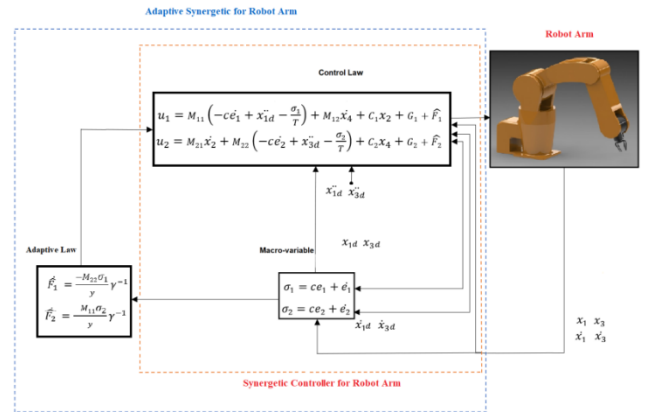 Adaptive Synergetic for Robot Arm
Robot Arm
Control Law
u₁ = M₁₁ (−cė₁ + ẍ₁d − σ₁/T) + M₁₂ẋ₄ + C₁x₂ + G₁ + F̂₁
u₂ = M₂₁ẋ₂ + M₂₂ (−cė₂ + ẍ₃d − σ₂/T) + C₂x₄ + G₂ + F̂₂
ẍ₁d ẍ₃d
Adaptive Law
Macro-variable
x₁d x₃d
F̂̇₁ = −M₂₂σ₁/y γ⁻¹
F̂̇₂ = M₁₁σ₂/y γ⁻¹
σ₁ = ce₁ + ė₁
σ₂ = ce₂ + ė₂
ẋ₁d ẋ₃d
x₁ x₃
ẋ₁ ẋ₃
Synergetic Controller for Robot Arm